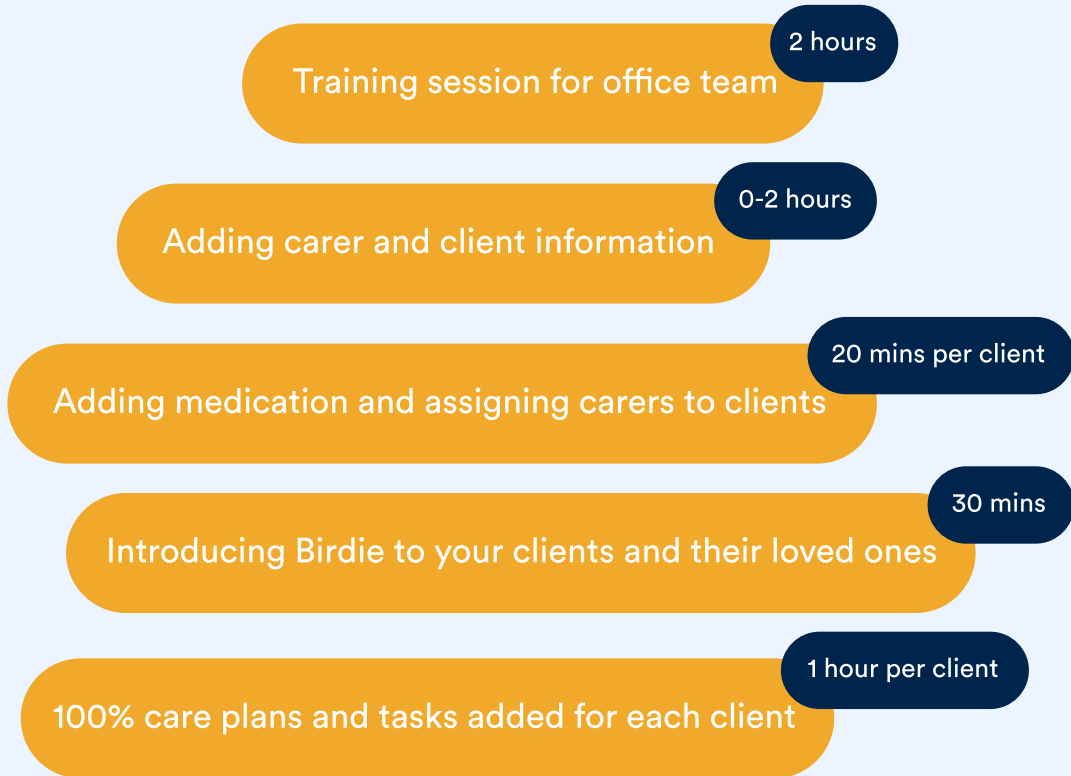 2 hours
Training session for office team
0-2 hours
Adding carer and client information
20 mins per client
Adding medication and assigning carers to clients
30 mins
Introducing Birdie to your clients and their loved ones
1 hour per client
100% care plans and tasks added for each client